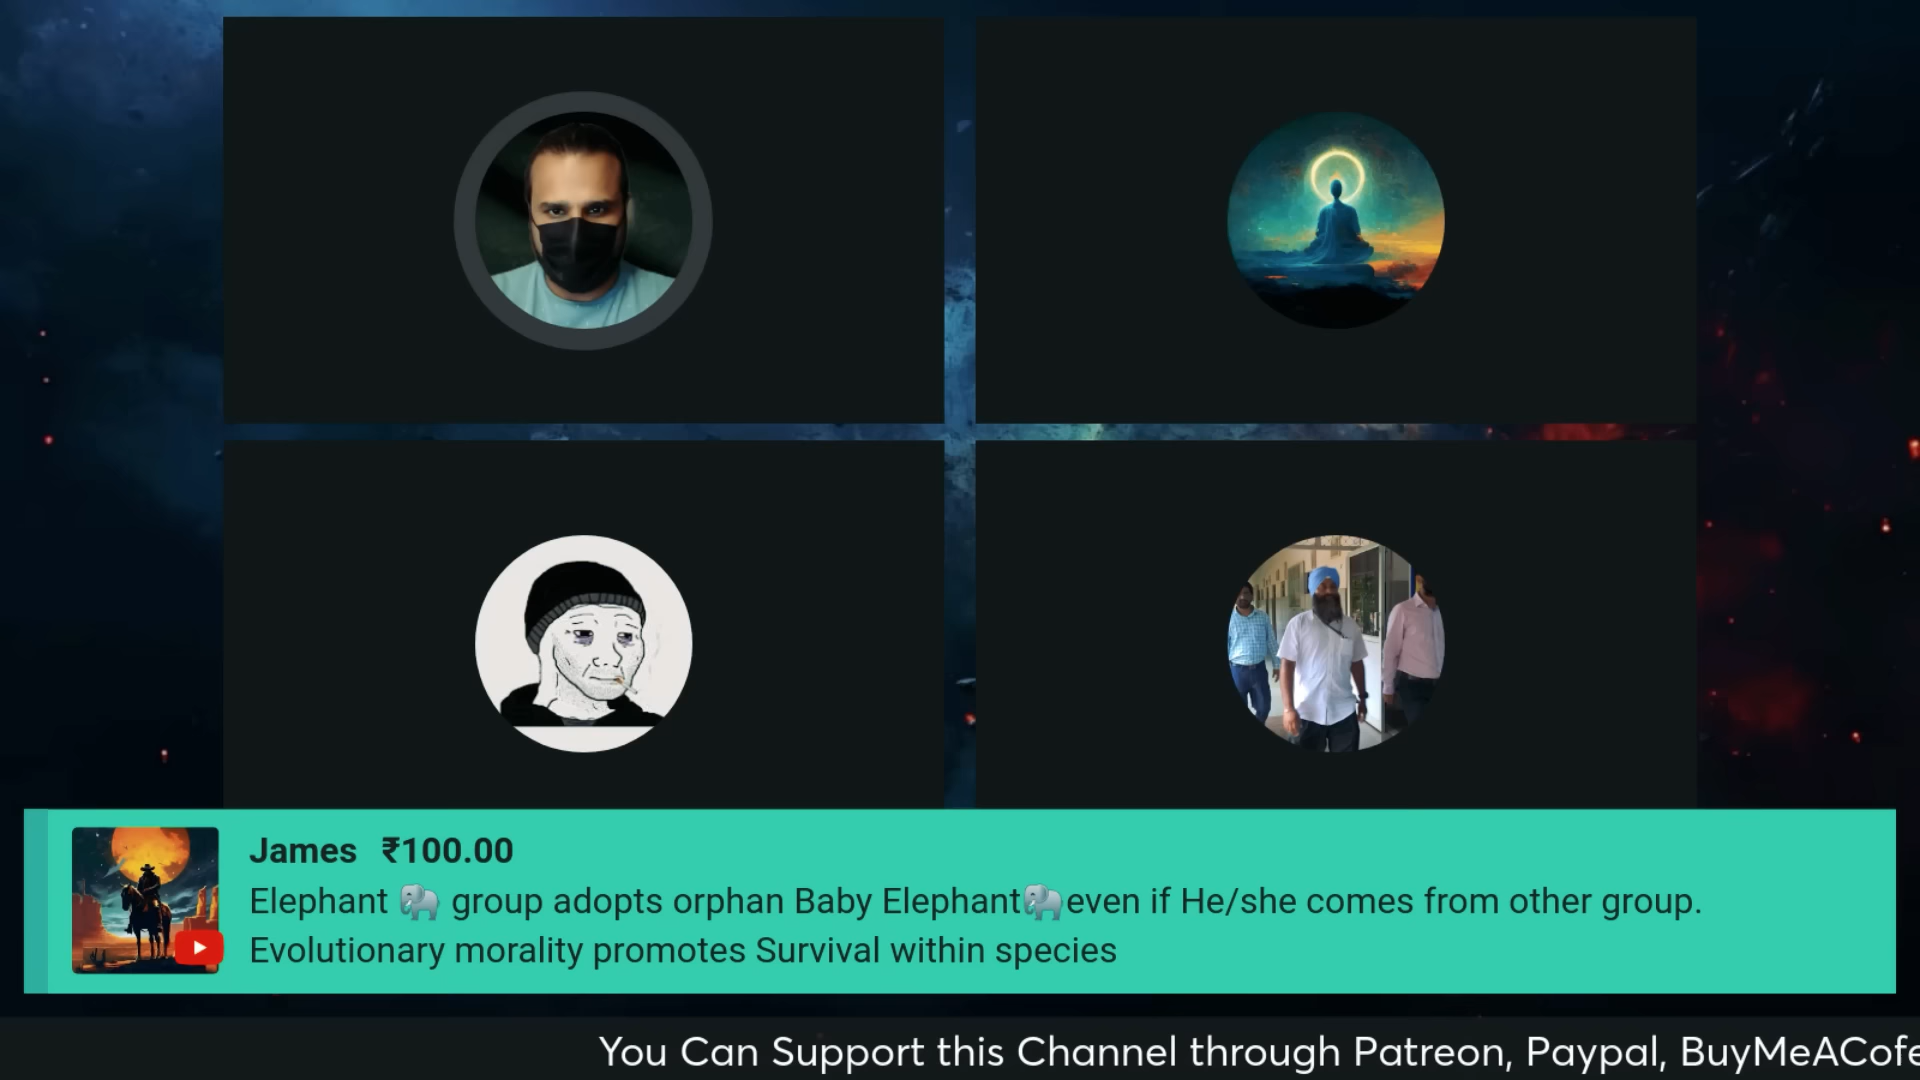 James ₹100.00
Elephant 🐘 group adopts orphan Baby Elephant🐘even if He/she comes from other group.
Evolutionary morality promotes Survival within species
You Can Support this Channel through Patreon, Paypal, BuyMeACofe